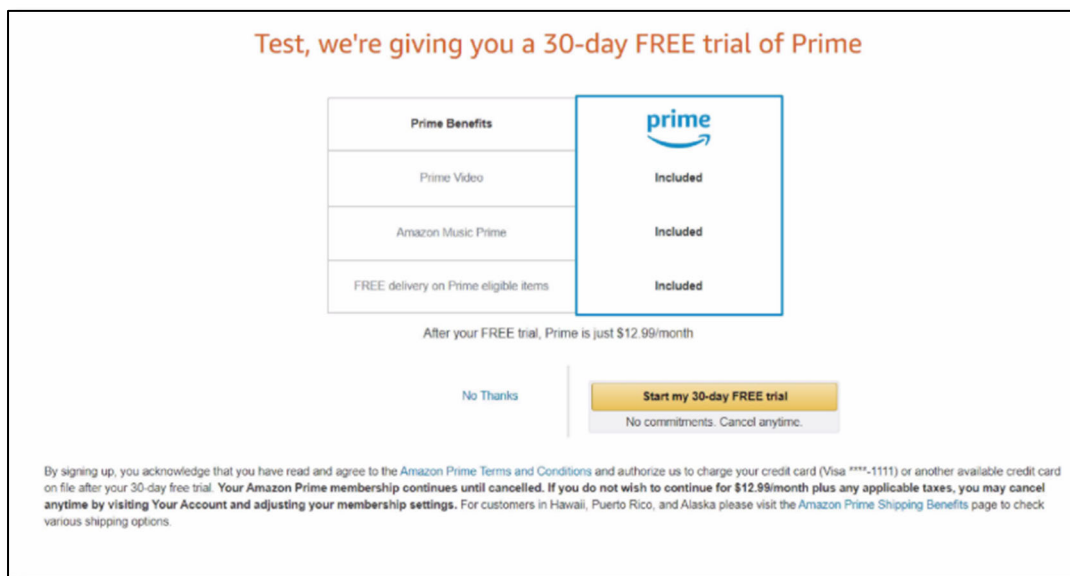 Test, we're giving you a 30-day FREE trial of Prime
Prime Benefits
prime
Prime Video
Included
Amazon Music Prime
Included
FREE delivery on Prime eligible items
Included
After your FREE trial, Prime is just $12.99/month
No Thanks
Start my 30-day FREE trial
No commitments. Cancel anytime.
By signing up, you acknowledge that you have read and agree to the Amazon Prime Terms and Conditions and authorize us to charge your credit card (Visa ****-1111) or another available credit card
on file after your 30-day free trial. Your Amazon Prime membership continues until cancelled. If you do not wish to continue for $12.99/month plus any applicable taxes, you may cancel
anytime by visiting Your Account and adjusting your membership settings. For customers in Hawaii, Puerto Rico, and Alaska please visit the Amazon Prime Shipping Benefits page to check
various shipping options.